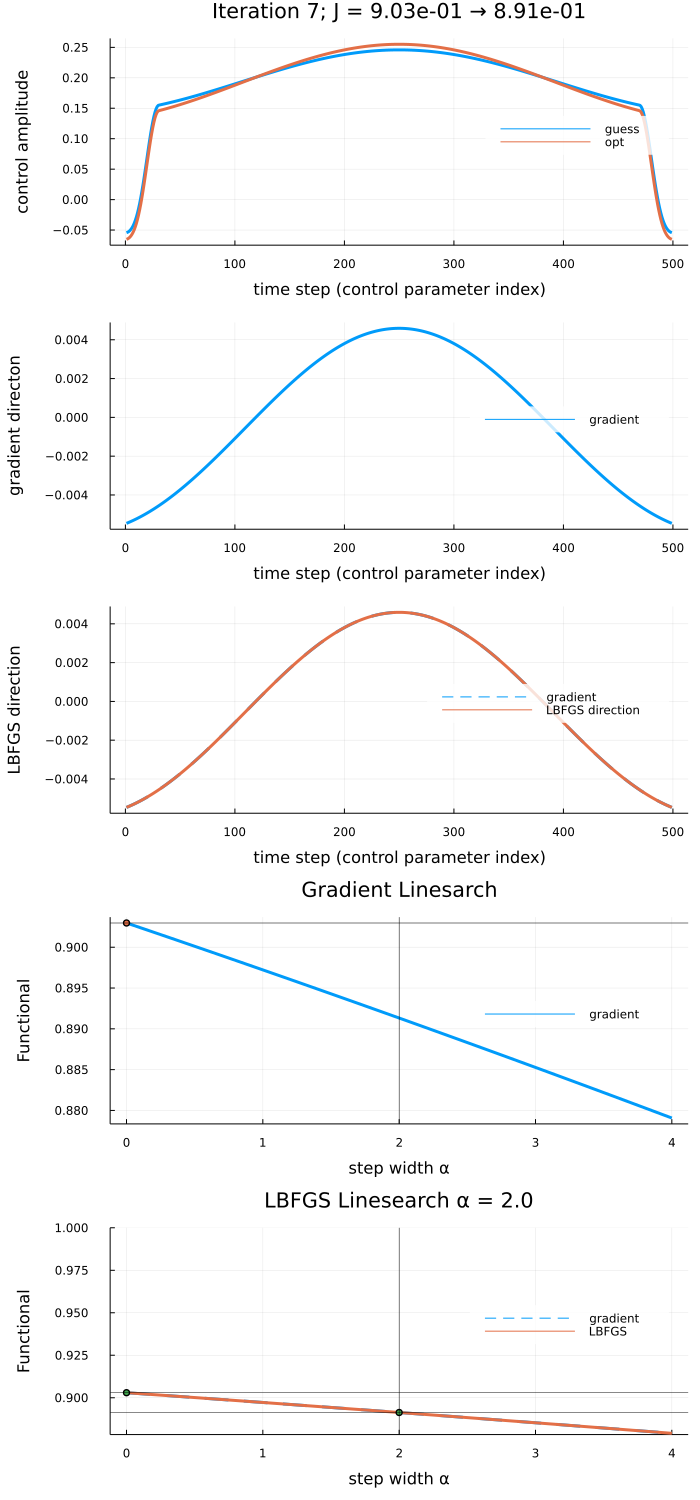 Iteration 7; J = 9.03e-01 → 8.91e-01
control amplitude
0.25
0.20
0.15
0.10
0.05
0.00
−0.05
guess
opt
0 100 200 300 400 500
time step (control parameter index)
gradient directon
0.004
0.002
0.000
−0.002
−0.004
gradient
0 100 200 300 400 500
time step (control parameter index)
LBFGS direction
0.004
0.002
0.000
−0.002
−0.004
gradient
LBFGS direction
0 100 200 300 400 500
time step (control parameter index)
Gradient Linesarch
Functional
0.900
0.895
0.890
0.885
0.880
gradient
0 1 2 3 4
step width α
LBFGS Linesearch α = 2.0
Functional
1.000
0.975
0.950
0.925
0.900
gradient
LBFGS
0 1 2 3 4
step width α